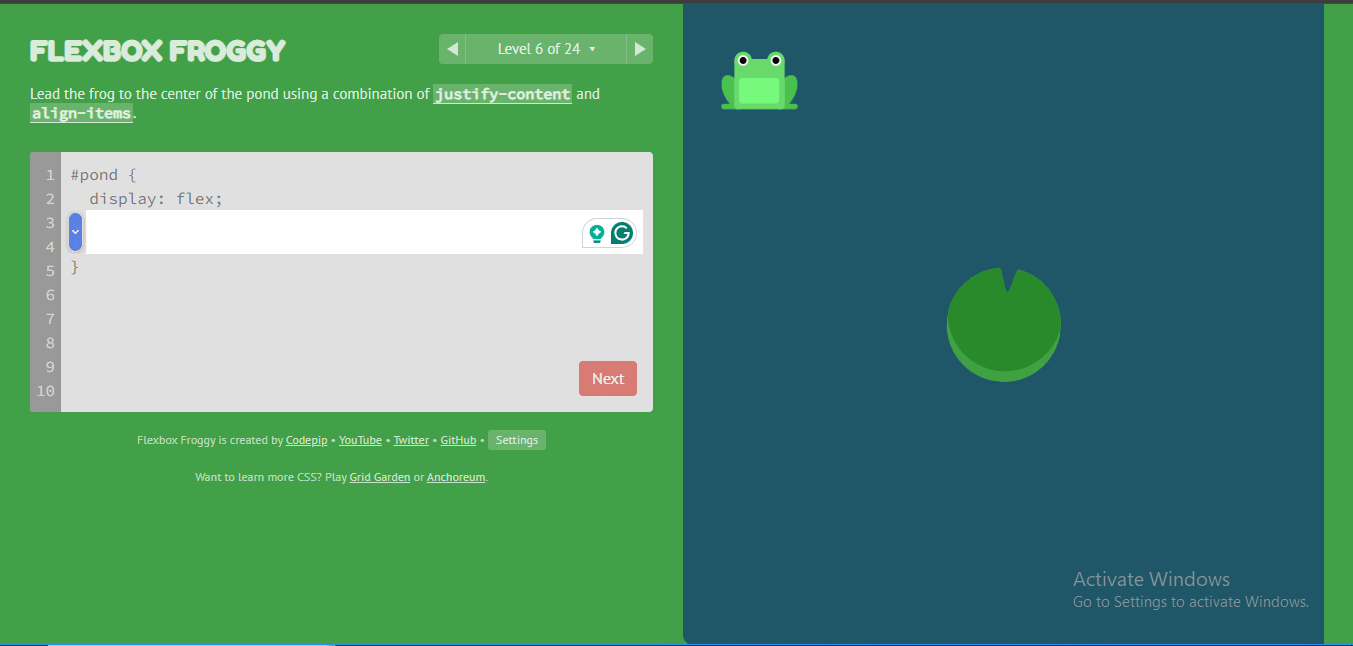 FLEXBOX FROGGY
Level 6 of 24
Lead the frog to the center of the pond using a combination of justify-content and
align-items.
1 #pond {
2 display: flex;
3
4
5 }
6
7
8
9
10
Next
Flexbox Froggy is created by Codepip • YouTube • Twitter • GitHub • Settings
Want to learn more CSS? Play Grid Garden or Anchoreum.
Activate Windows
Go to Settings to activate Windows.